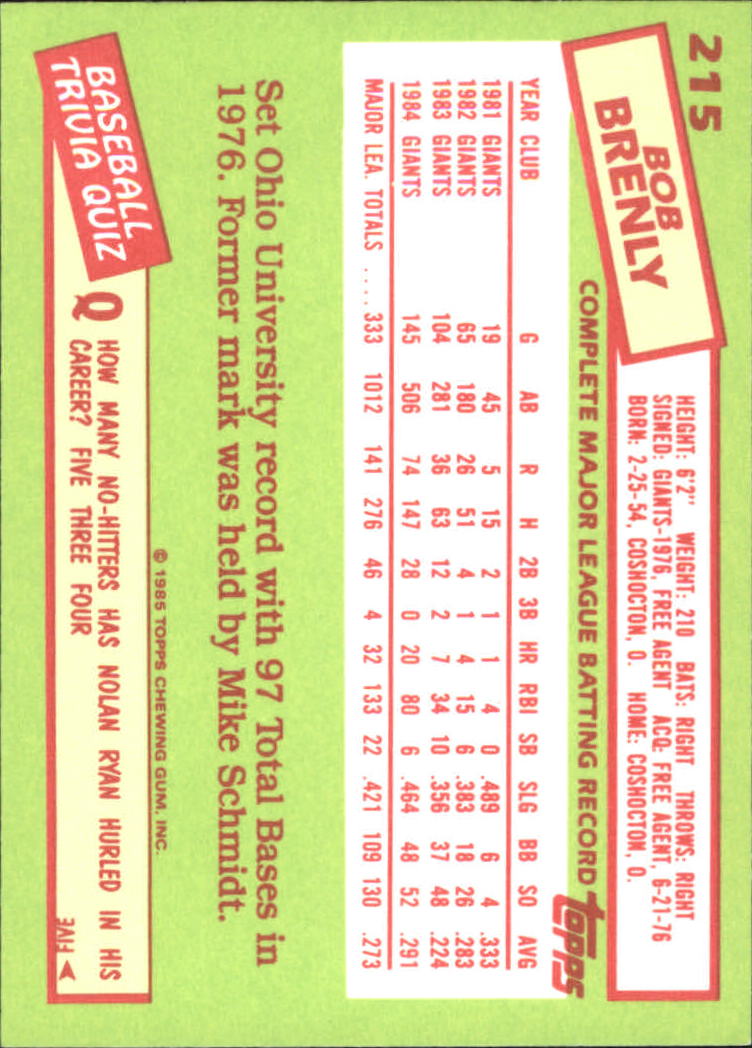 215
BOB
BRENLY
HEIGHT: 6'2" WEIGHT: 210 BATS: RIGHT THROWS: RIGHT
SIGNED: GIANTS-1976, FREE AGENT ACQ: FREE AGENT, 6-21-76
BORN: 2-25-54, COSHOCTON, O. HOME: COSHOCTON, O.
COMPLETE MAJOR LEAGUE BATTING RECORD
topps
YEAR CLUB G AB R H 2B 3B HR RBI SB SLG BB SO AVG
1981 GIANTS 19 45 5 15 2 1 1 4 0 .489 6 4 .333
1982 GIANTS 65 180 26 51 4 1 4 15 6 .383 18 26 .283
1983 GIANTS 104 281 36 63 12 2 7 34 10 .356 37 48 .224
1984 GIANTS 145 506 74 147 28 0 20 80 6 .464 48 52 .291
MAJOR LEA. TOTALS ..... 333 1012 141 276 46 4 32 133 22 .421 109 130 .273
Set Ohio University record with 97 Total Bases in
1976. Former mark was held by Mike Schmidt.
© 1985 TOPPS CHEWING GUM, INC.
BASEBALL
TRIVIA QUIZ
Q HOW MANY NO-HITTERS HAS NOLAN RYAN HURLED IN HIS
CAREER? FIVE THREE FOUR
FIVE